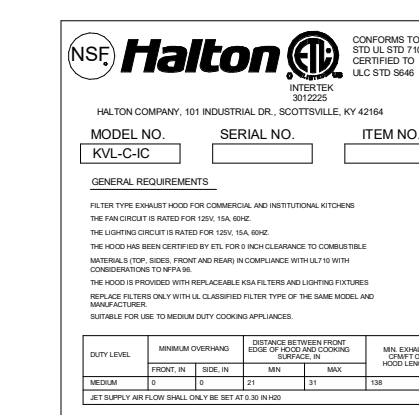 NSF
Halton
ETL
INTERTEK
3012225
CONFORMS TO
STD UL STD 710
CERTIFIED TO
ULC STD S646
HALTON COMPANY, 101 INDUSTRIAL DR., SCOTTSVILLE, KY 42164
MODEL NO. SERIAL NO. ITEM NO.
KVL-C-IC
GENERAL REQUIREMENTS
FILTER TYPE EXHAUST HOOD FOR COMMERCIAL AND INSTITUTIONAL KITCHENS
THE FAN CIRCUIT IS RATED FOR 125V, 15A, 60HZ.
THE LIGHTING CIRCUIT IS RATED FOR 125V, 15A, 60HZ.
THE HOOD HAS BEEN CERTIFIED BY ETL FOR 0 INCH CLEARANCE TO COMBUSTIBLE
MATERIALS (TOP, SIDES, FRONT AND REAR) IN COMPLIANCE WITH UL710 WITH
CONSIDERATIONS TO NFPA 96.
THE HOOD IS PROVIDED WITH REPLACEABLE KSA FILTERS AND LIGHTING FIXTURES
REPLACE FILTERS ONLY WITH UL CLASSIFIED FILTER TYPE OF THE SAME MODEL AND
MANUFACTURER.
SUITABLE FOR USE TO MEDIUM DUTY COOKING APPLIANCES.
DUTY LEVEL
MINIMUM OVERHANG
FRONT, IN SIDE, IN
DISTANCE BETWEEN FRONT
EDGE OF HOOD AND COOKING
SURFACE, IN
MIN MAX
MIN. EXHAU
CFM/FT O
HOOD LENG
MEDIUM 0 0 21 31 138
JET SUPPLY AIR FLOW SHALL ONLY BE SET AT 0.30 IN H20